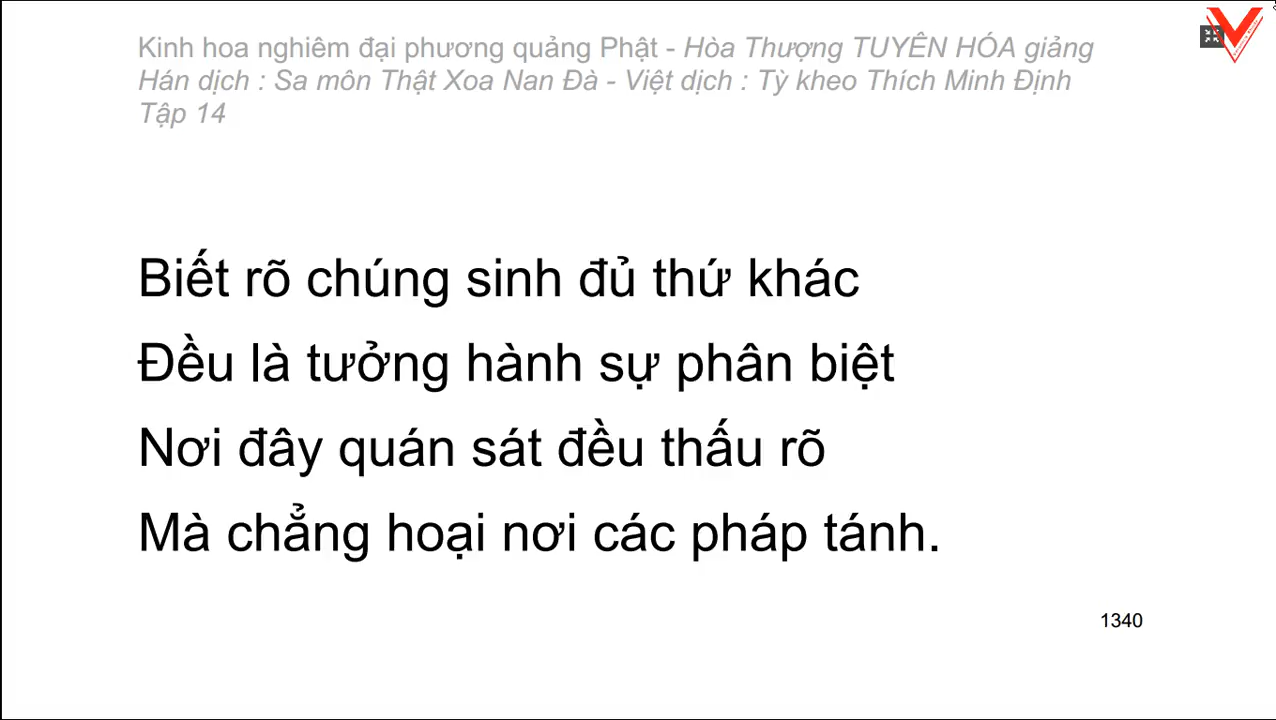 Kinh hoa nghiêm đại phương quảng Phật - Hòa Thượng TUYÊN HÓA giảng
Hán dịch : Sa môn Thật Xoa Nan Đà - Việt dịch : Tỳ kheo Thích Minh Định
Tập 14
Biết rõ chúng sinh đủ thứ khác
Đều là tưởng hành sự phân biệt
Nơi đây quán sát đều thấu rõ
Mà chẳng hoại nơi các pháp tánh.
1340